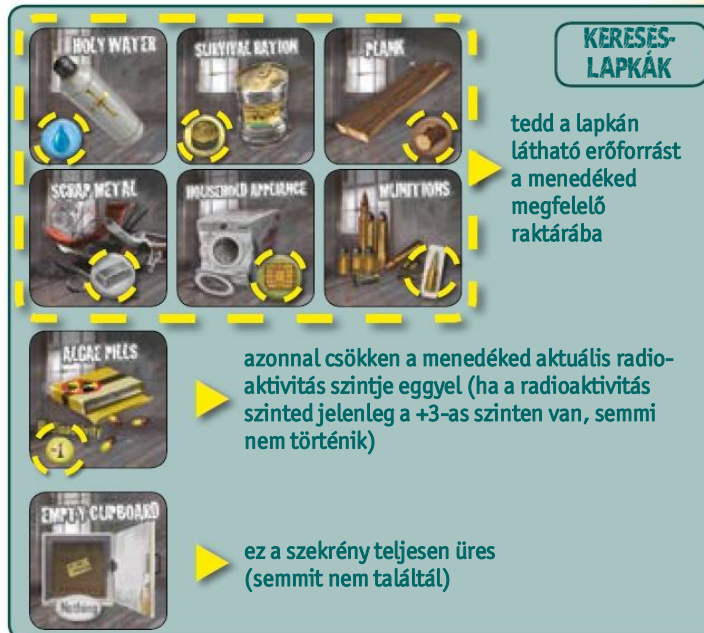 KERESÉS-
LAPKÁK
HOLY WATER
SURVIVAL RATION
PLANK
SCRAP METAL
HOUSEHOLD APPLIANCE
MUNITIONS
tedd a lapkán
látható erőforrást
a menedéked
megfelelő
raktárába
ALGAE PILLS
-1
azonnal csökken a menedéked aktuális radio-
aktivitás szintje eggyel (ha a radioaktivitás
szinted jelenleg a +3-as szinten van, semmi
nem történik)
EMPTY CUPBOARD
Nothing
ez a szekrény teljesen üres
(semmit nem találtál)